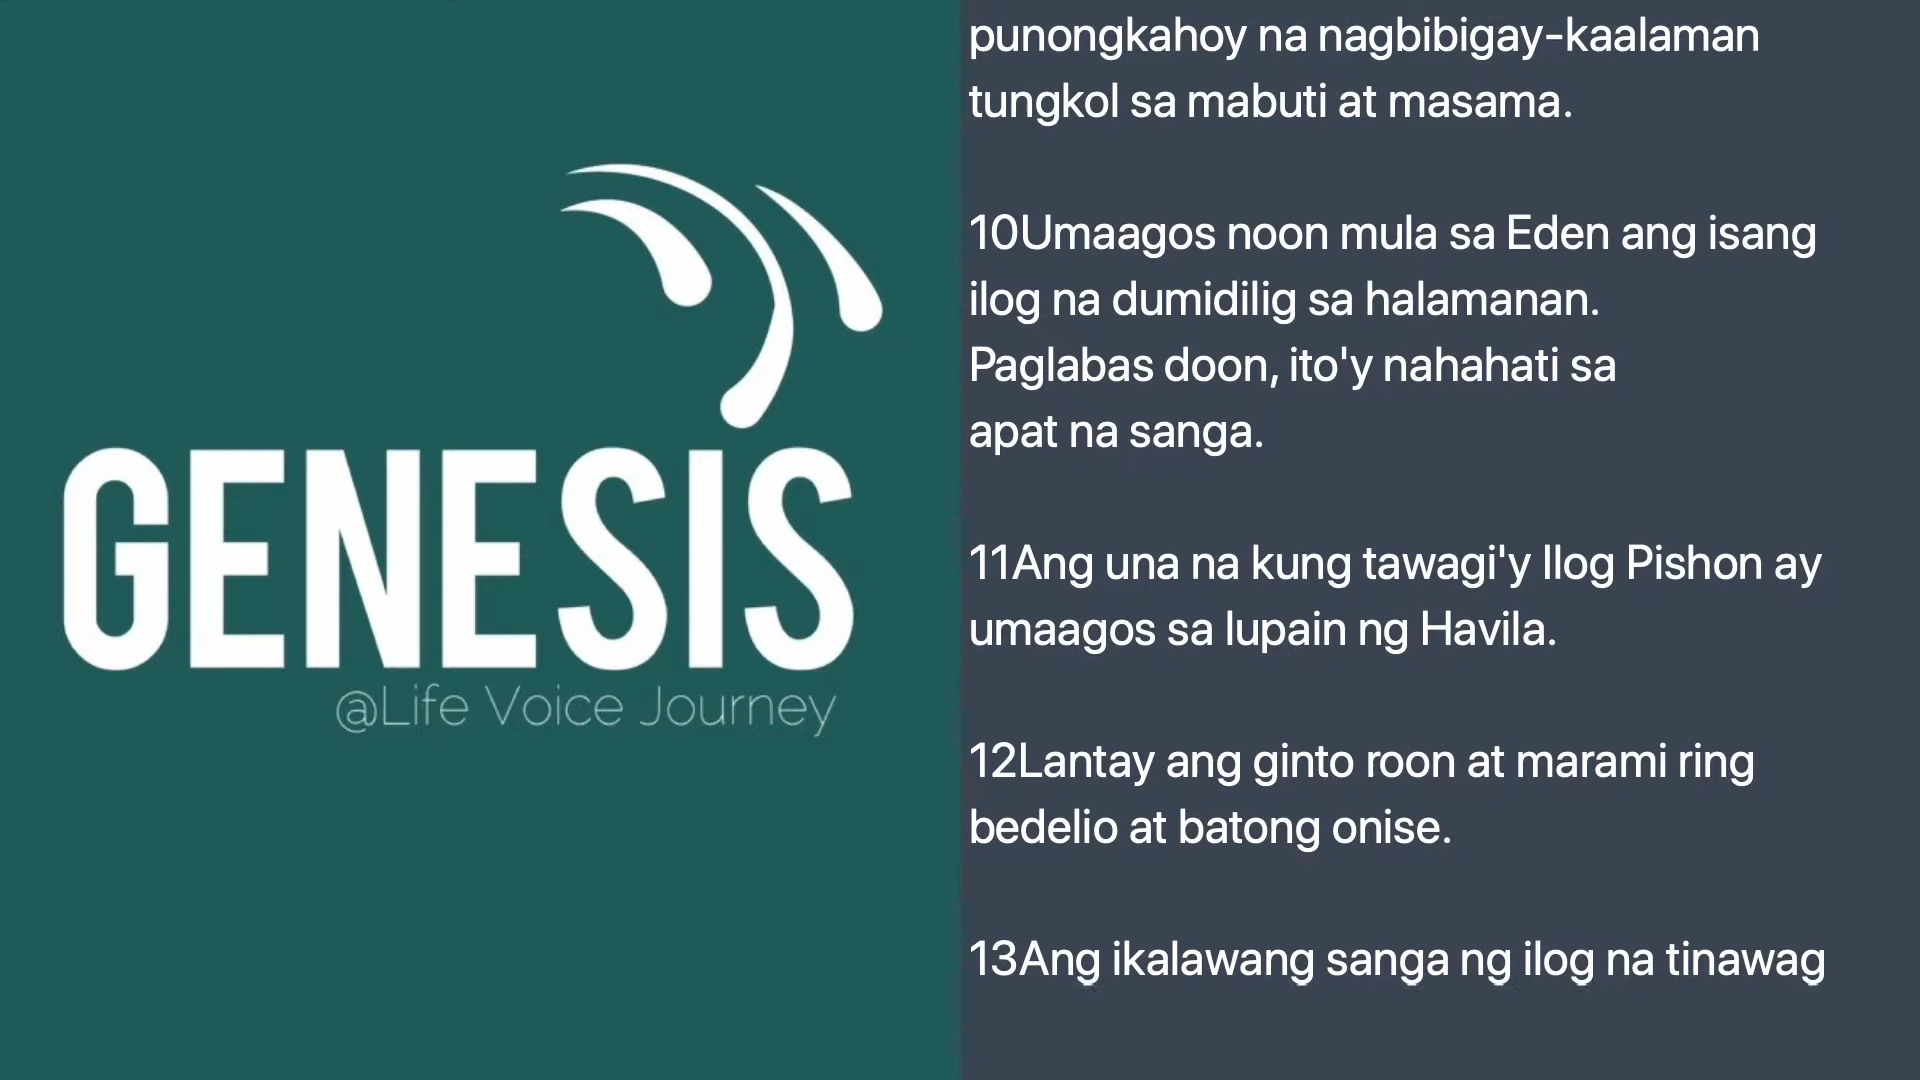 GENESIS
@Life Voice Journey
punongkahoy na nagbibigay-kaalaman
tungkol sa mabuti at masama.
10Umaagos noon mula sa Eden ang isang
ilog na dumidilig sa halamanan.
Paglabas doon, ito'y nahahati sa
apat na sanga.
11Ang una na kung tawagi'y Ilog Pishon ay
umaagos sa lupain ng Havila.
12Lantay ang ginto roon at marami ring
bedelio at batong onise.
13Ang ikalawang sanga ng ilog na tinawag